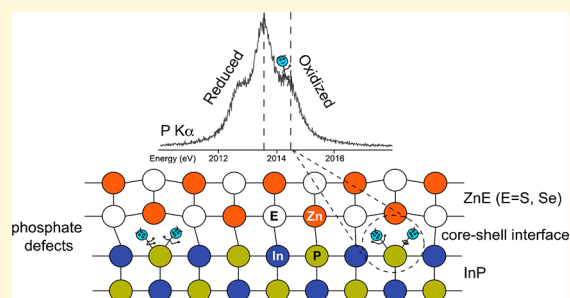 Reduced
Oxidized
P Kα
Energy (eV) 2012 2014 2016
ZnE (E=S, Se)
E Zn
phosphate
defects
core-shell interface
In P
InP